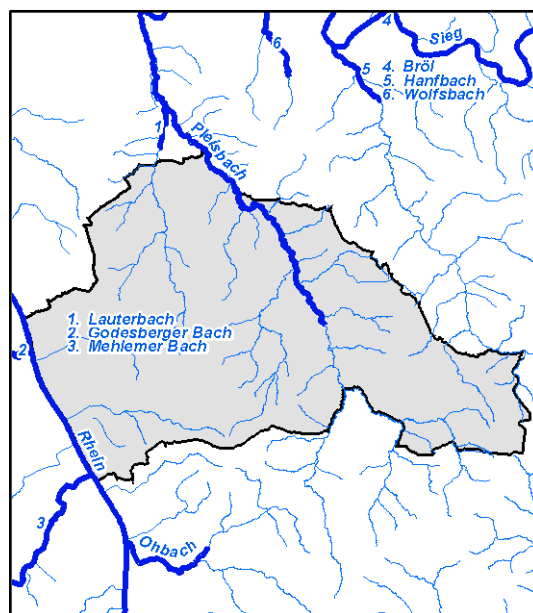 4
Sieg
6
5
4. Bröl
5. Hanfbach
6. Wolfsbach
1
Pleisbach
1. Lauterbach
2. Godesberger Bach
3. Mehlemer Bach
2
Rhein
3
Ohbach